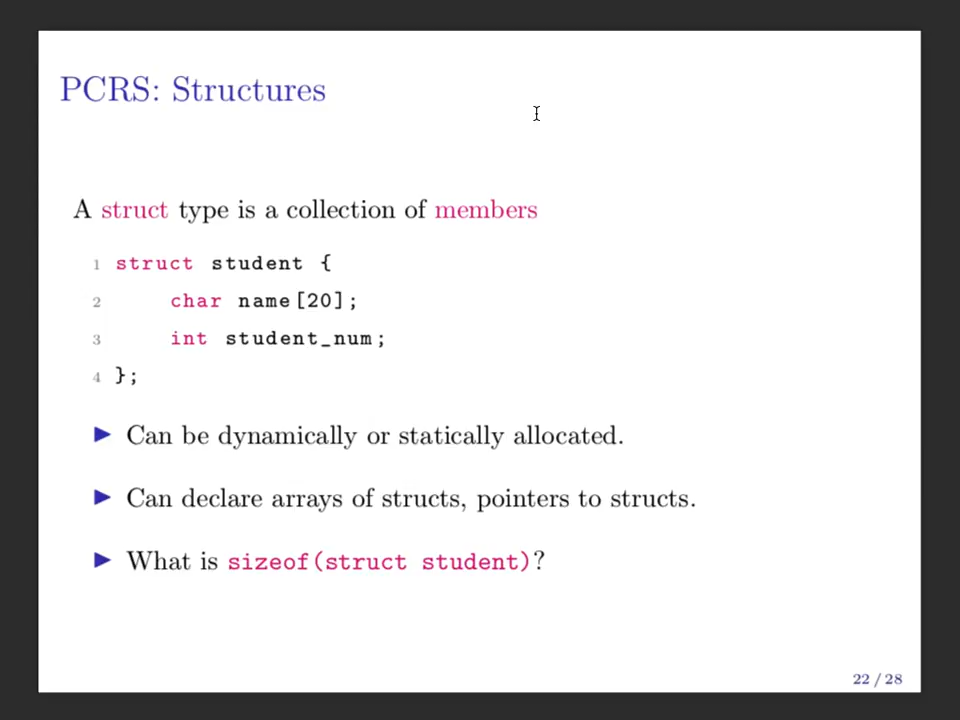 PCRS: Structures
A struct type is a collection of members
1 struct student {
2 char name[20];
3 int student_num;
4 };
▶ Can be dynamically or statically allocated.
▶ Can declare arrays of structs, pointers to structs.
▶ What is sizeof(struct student)?
22 / 28